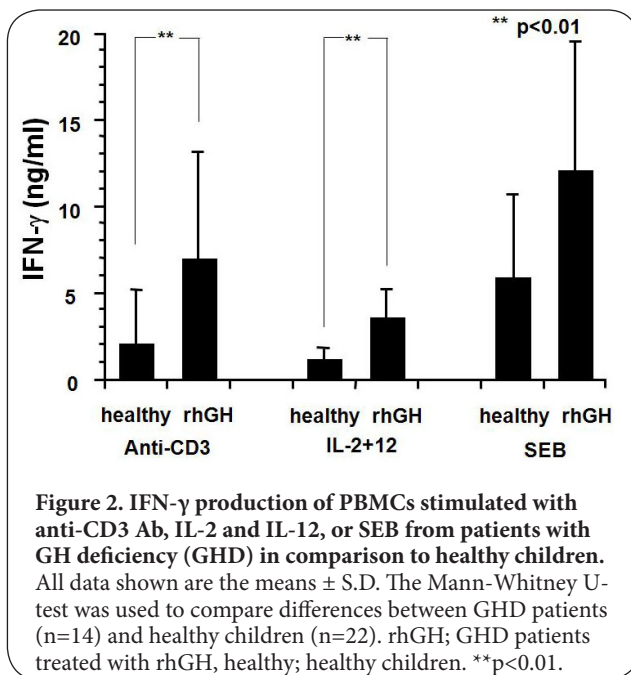 20
** p<0.01
**
**
15
IFN-γ (ng/ml)
10
5
0
healthy rhGH healthy rhGH healthy rhGH
Anti-CD3 IL-2+12 SEB
Figure 2. IFN-γ production of PBMCs stimulated with
anti-CD3 Ab, IL-2 and IL-12, or SEB from patients with
GH deficiency (GHD) in comparison to healthy children.
All data shown are the means ± S.D. The Mann-Whitney U-
test was used to compare differences between GHD patients
(n=14) and healthy children (n=22). rhGH; GHD patients
treated with rhGH, healthy; healthy children. **p<0.01.